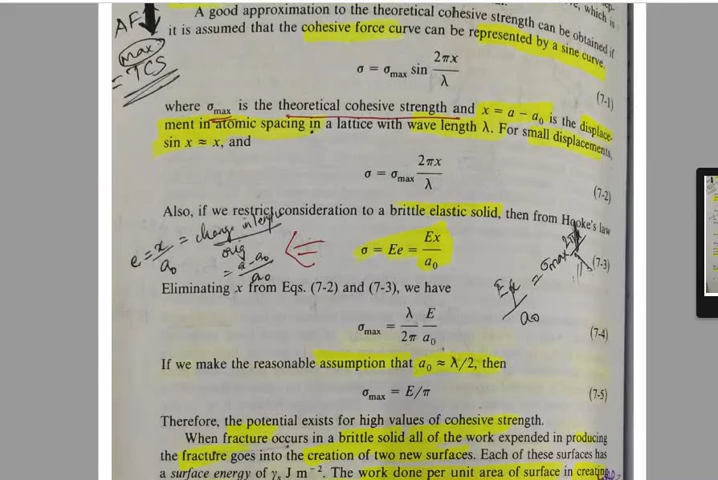 A good approximation to the theoretical cohesive strength can be obtained if
it is assumed that the cohesive force curve can be represented by a sine curve.
AF
max
= TCS
σ = σmax sin 2πx/λ
(7-1)
where σmax is the theoretical cohesive strength and x = a − a₀ is the displace-
ment in atomic spacing in a lattice with wave length λ. For small displacements,
sin x ≈ x, and
σ = σmax 2πx/λ
(7-2)
Also, if we restrict consideration to a brittle elastic solid, then from Hooke's law
e = x/a₀ = change in length/orig
= a-a₀/a₀
σ = Ee = Ex/a₀
(7-3)
Eliminating x from Eqs. (7-2) and (7-3), we have
Ex/a₀ = σmax 2πx/λ
σmax = λ/2π E/a₀
(7-4)
If we make the reasonable assumption that a₀ ≈ λ/2, then
σmax = E/π
(7-5)
Therefore, the potential exists for high values of cohesive strength.
When fracture occurs in a brittle solid all of the work expended in producing
the fracture goes into the creation of two new surfaces. Each of these surfaces has
a surface energy of γs J m⁻². The work done per unit area of surface in creating